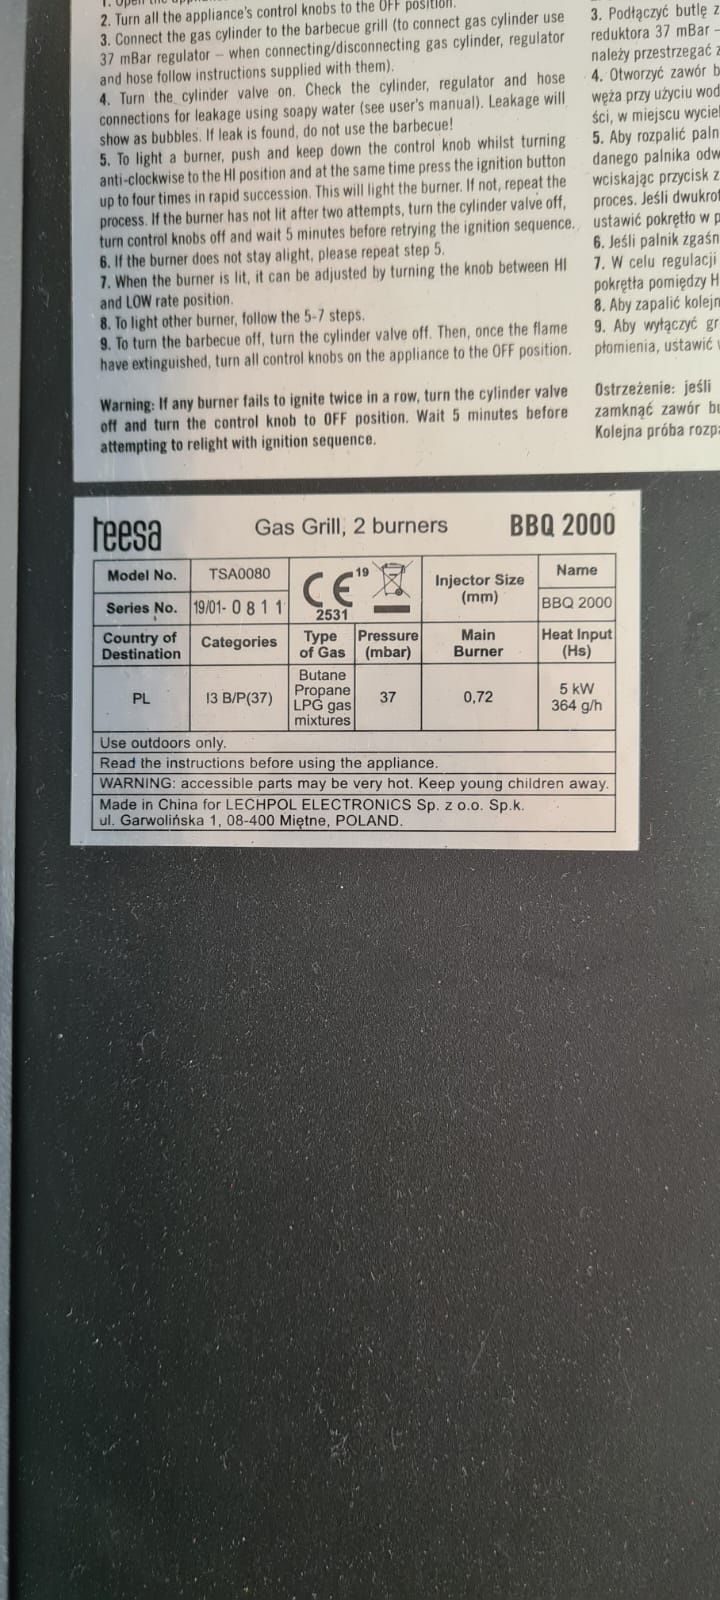 1. Open the
2. Turn all the appliance's control knobs to the OFF position.
3. Connect the gas cylinder to the barbecue grill (to connect gas cylinder use
37 mBar regulator – when connecting/disconnecting gas cylinder, regulator
and hose follow instructions supplied with them).
4. Turn the cylinder valve on. Check the cylinder, regulator and hose
connections for leakage using soapy water (see user's manual). Leakage will
show as bubbles. If leak is found, do not use the barbecue!
5. To light a burner, push and keep down the control knob whilst turning
anti-clockwise to the HI position and at the same time press the ignition button
up to four times in rapid succession. This will light the burner. If not, repeat the
process. If the burner has not lit after two attempts, turn the cylinder valve off,
turn control knobs off and wait 5 minutes before retrying the ignition sequence.
6. If the burner does not stay alight, please repeat step 5.
7. When the burner is lit, it can be adjusted by turning the knob between HI
and LOW rate position.
8. To light other burner, follow the 5-7 steps.
9. To turn the barbecue off, turn the cylinder valve off. Then, once the flame
have extinguished, turn all control knobs on the appliance to the OFF position.
Warning: If any burner fails to ignite twice in a row, turn the cylinder valve
off and turn the control knob to OFF position. Wait 5 minutes before
attempting to relight with ignition sequence.
3. Podłączyć butlę z
reduktora 37 mBar –
należy przestrzegać
4. Otworzyć zawór
węża przy użyciu
ści, w miejscu
5. Aby rozpalić
danego palnika
wciskając przycisk
proces. Jeśli
ustawić pokrętło w
6. Jeśli palnik
7. W celu regulacji
pokrętła pomiędzy
8. Aby zapalić
9. Aby wyłączyć
płomienia, ustawić
Ostrzeżenie: jeśli
zamknąć zawór
Kolejna próba
teesa
Gas Grill, 2 burners
BBQ 2000
Model No.
TSA0080
CE 19
2531
Injector Size
(mm)
Name
Series No.
19/01- 0 8 1 1
BBQ 2000
Country of
Destination
Categories
Type
of Gas
Pressure
(mbar)
Main
Burner
Heat Input
(Hs)
PL
I3 B/P(37)
Butane
Propane
LPG gas
mixtures
37
0,72
5 kW
364 g/h
Use outdoors only.
Read the instructions before using the appliance.
WARNING: accessible parts may be very hot. Keep young children away.
Made in China for LECHPOL ELECTRONICS Sp. z o.o. Sp.k.
ul. Garwolińska 1, 08-400 Miętne, POLAND.